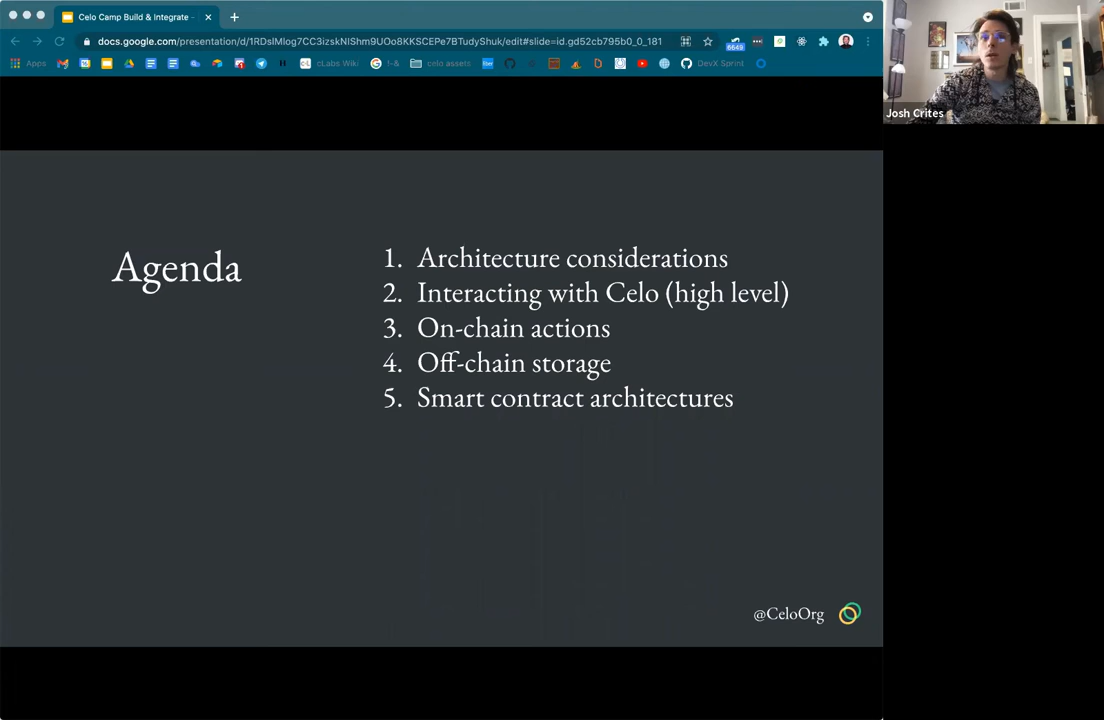 Celo Camp Build & Integrate -
docs.google.com/presentation/d/1RDsIMlog7CC3izskNIShm9UOo8KKSCEPe7BTudyShuk/edit#slide=id.gd52cb795b0_0_181
6649
Apps
cLabs Wiki
!-&
celo assets
DevX Sprint
Josh Crites
Agenda
1. Architecture considerations
2. Interacting with Celo (high level)
3. On-chain actions
4. Off-chain storage
5. Smart contract architectures
@CeloOrg